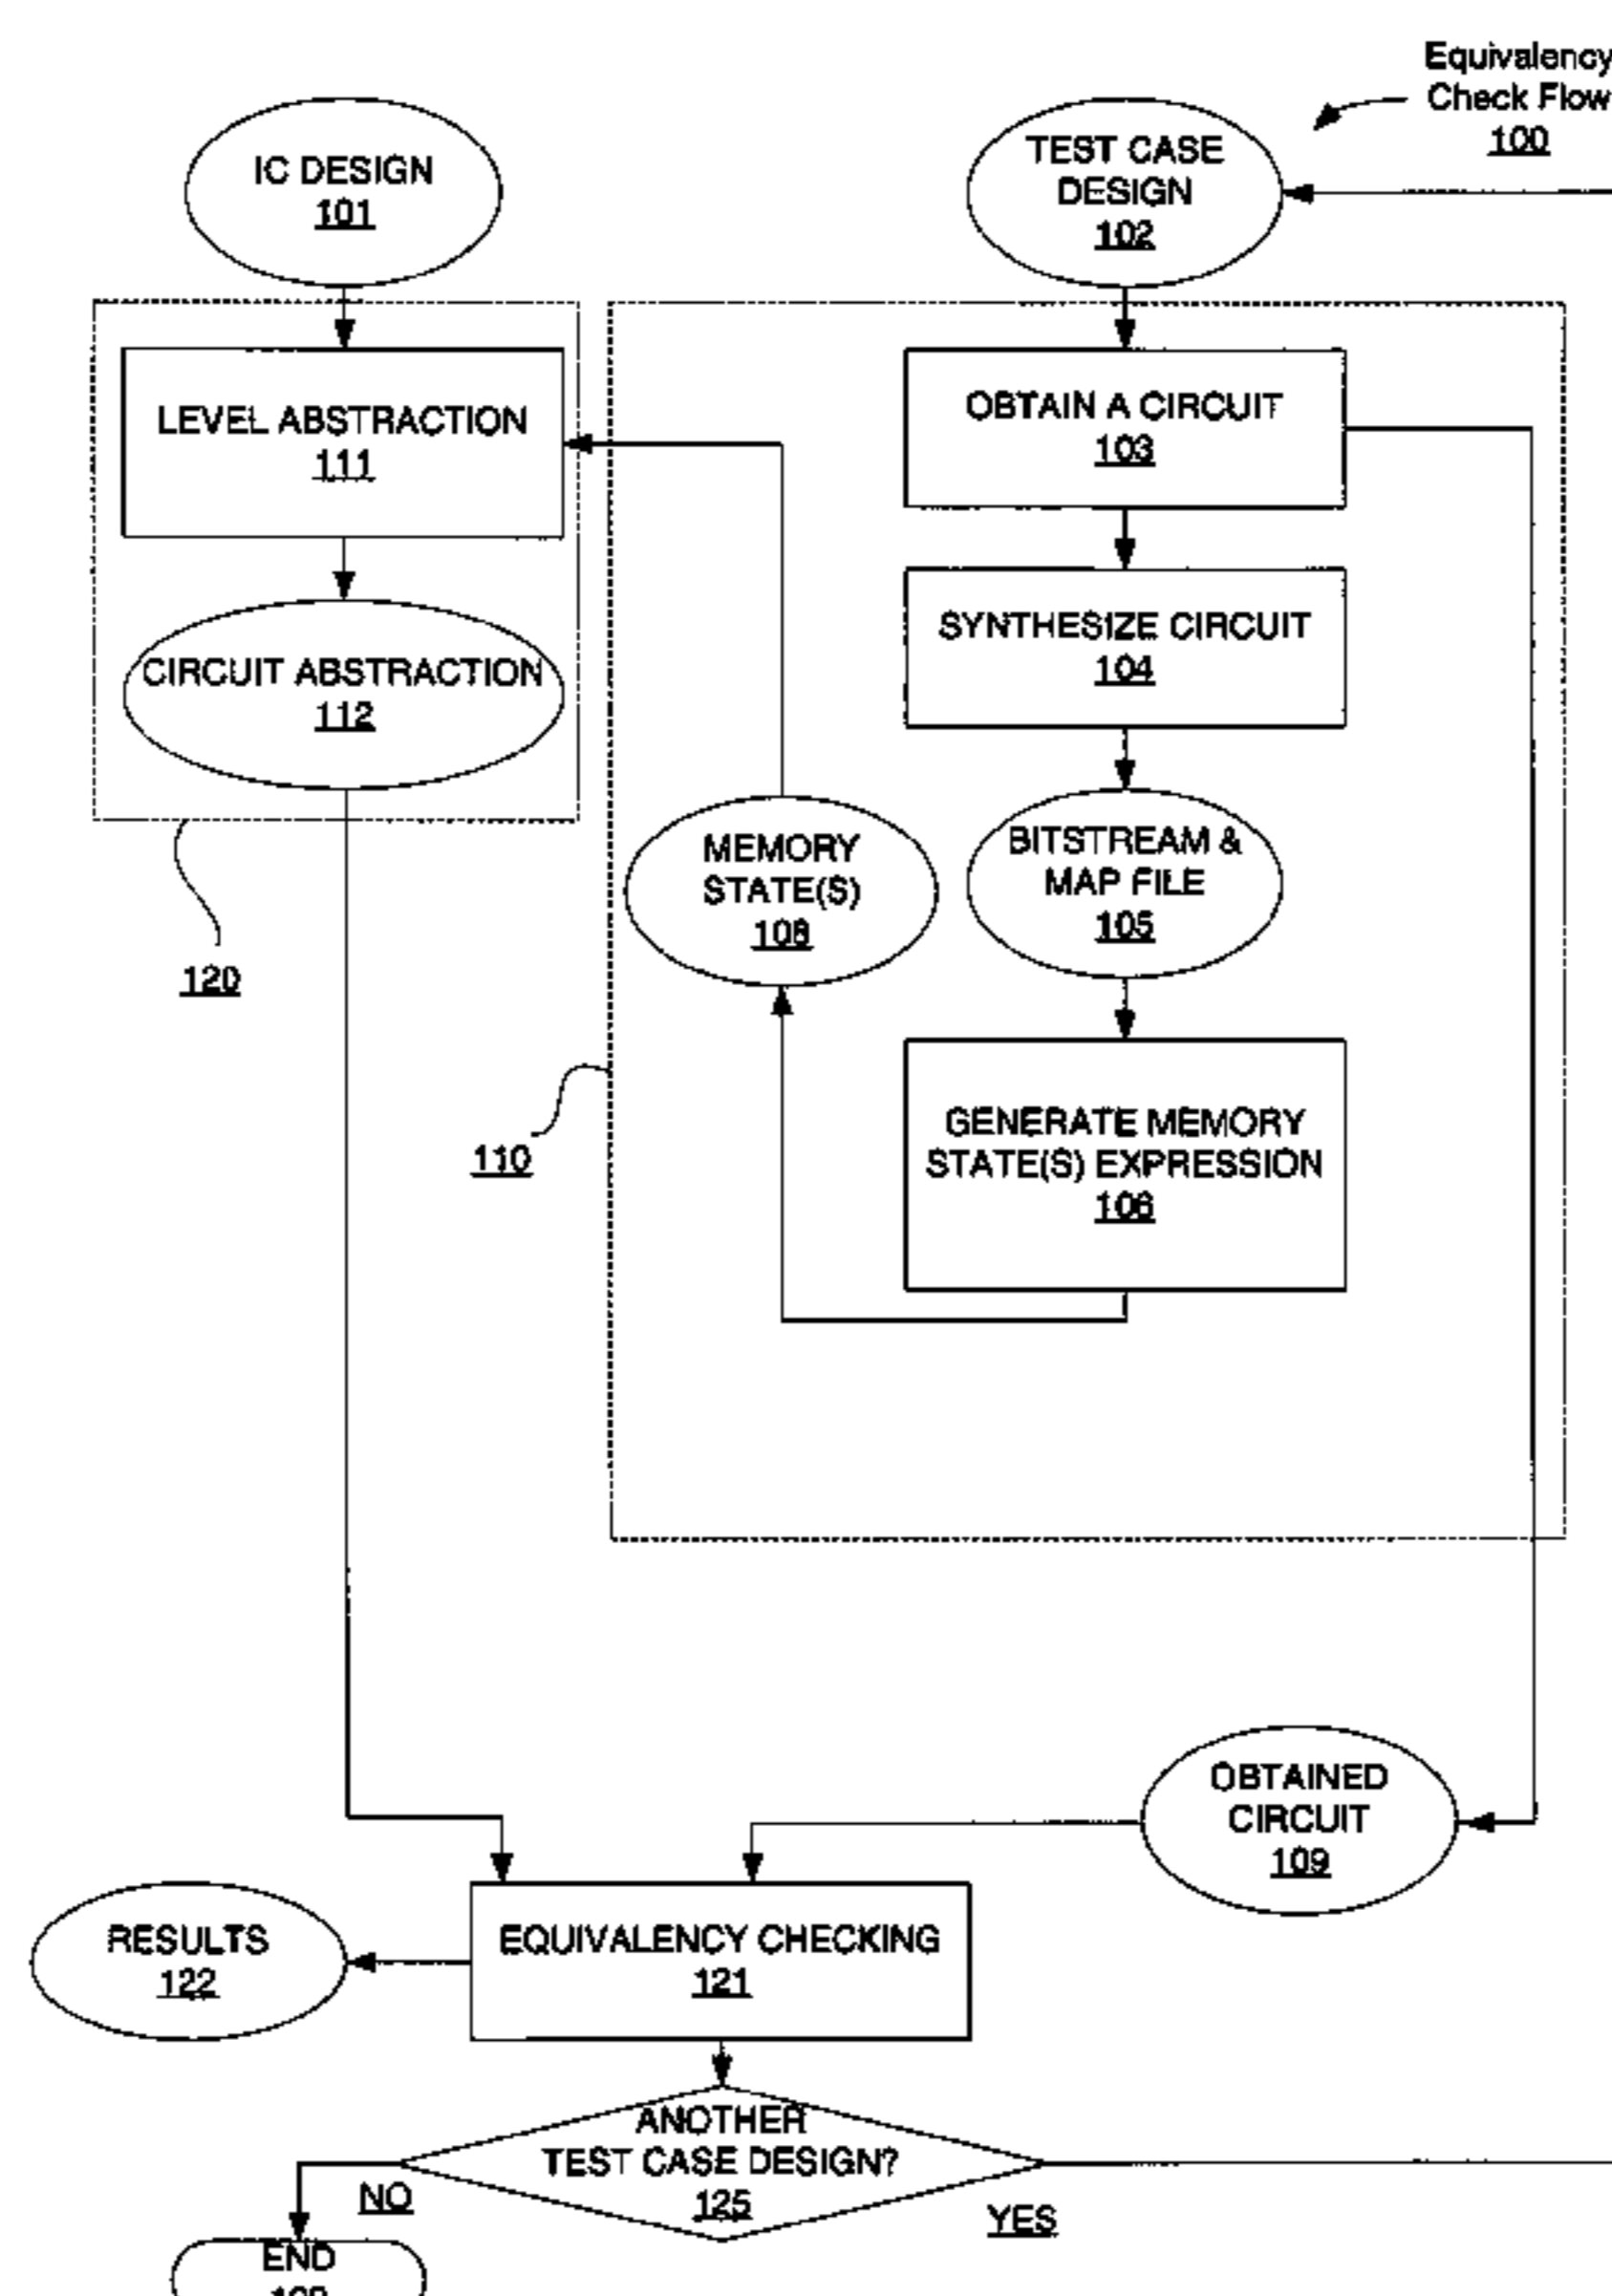 Equivalency
Check Flow
100
IC DESIGN
101
TEST CASE
DESIGN
102
LEVEL ABSTRACTION
111
OBTAIN A CIRCUIT
103
SYNTHESIZE CIRCUIT
104
CIRCUIT ABSTRACTION
112
MEMORY
STATE(S)
108
BITSTREAM &
MAP FILE
105
120
GENERATE MEMORY
STATE(S) EXPRESSION
106
110
OBTAINED
CIRCUIT
109
RESULTS
122
EQUIVALENCY CHECKING
121
ANOTHER
TEST CASE DESIGN?
125
NO
YES
END